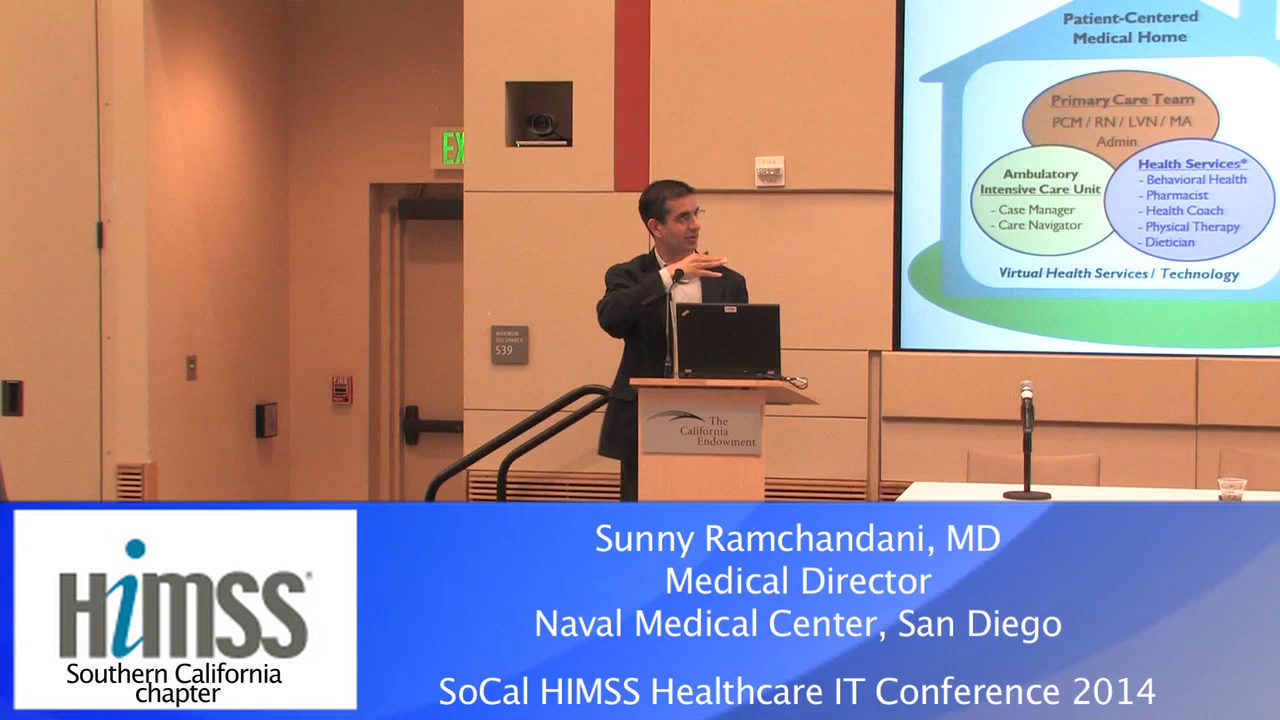 Patient-Centered
Medical Home
Primary Care Team
PCM / RN / LVN / MA
Admin
Ambulatory
Intensive Care Unit
- Case Manager
- Care Navigator
Health Services*
- Behavioral Health
- Pharmacist
- Health Coach
- Physical Therapy
- Dietician
Virtual Health Services / Technology
EX
MAXIMUM
OCCUPANCY
539
FIRE
The
California
Endowment
HiMSS®
Southern California
chapter
Sunny Ramchandani, MD
Medical Director
Naval Medical Center, San Diego
SoCal HIMSS Healthcare IT Conference 2014